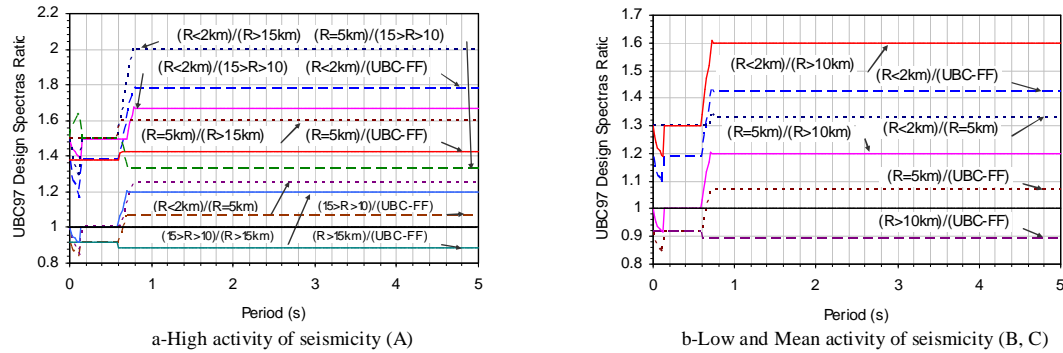 UBC97 Design Spectras Ratic
2.2
2
1.8
1.6
1.4
1.2
1
0.8
(R<2km)/(R>15km) (R=5km)/(15>R>10)
(R<2km)/(15>R>10) (R<2km)/(UBC-FF)
(R=5km)/(R>15km) (R=5km)/(UBC-FF)
(R<2km)/(R=5km) (15>R>10)/(UBC-FF)
(15>R>10)/(R>15km) (R>15km)/(UBC-FF)
0 1 2 3 4 5
Period (s)
a-High activity of seismicity (A)
UBC97 Design Spectras Ratio
1.7
1.6
1.5
1.4
1.3
1.2
1.1
1
0.9
0.8
(R<2km)/(R>10km)
(R<2km)/(UBC-FF)
(R=5km)/(R>10km) (R<2km)/(R=5km)
(R=5km)/(UBC-FF)
(R>10km)/(UBC-FF)
0 1 2 3 4 5
Period (s)
b-Low and Mean activity of seismicity (B, C)